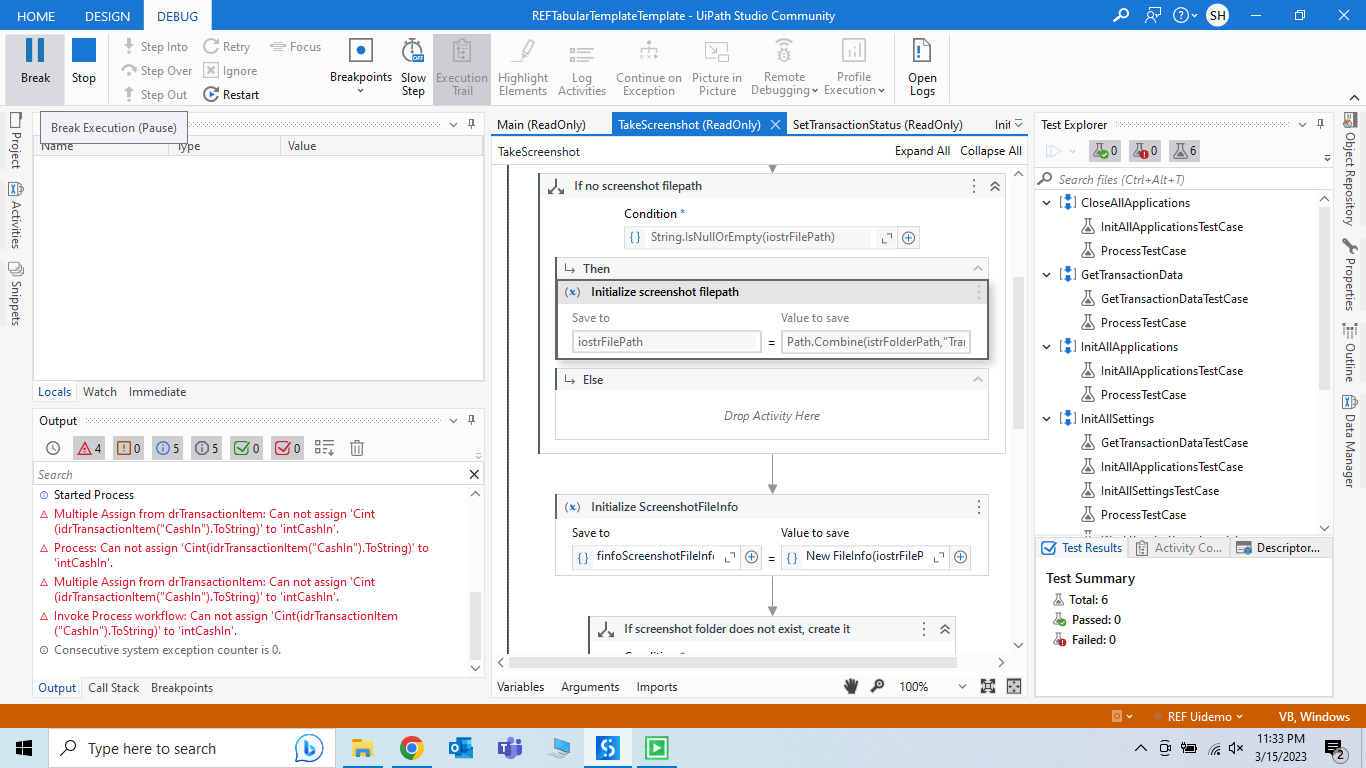 HOME DESIGN DEBUG
REFTabularTemplateTemplate - UiPath Studio Community
SH
Break
Stop
Step Into
Step Over
Step Out
Retry
Ignore
Restart
Focus
Breakpoints
Slow
Step
Execution
Trail
Highlight
Elements
Log
Activities
Continue on
Exception
Picture in
Picture
Remote
Debugging
Profile
Execution
Open
Logs
Break Execution (Pause)
Name Type Value
Project
Activities
Snippets
Locals Watch Immediate
Output
4 0 5 5 0 0
Search
Started Process
Multiple Assign from drTransactionItem: Can not assign 'Cint
(idrTransactionItem("CashIn").ToString)' to 'intCashIn'.
Process: Can not assign 'Cint(idrTransactionItem("CashIn").ToString)' to
'intCashIn'.
Multiple Assign from drTransactionItem: Can not assign 'Cint
(idrTransactionItem("CashIn").ToString)' to 'intCashIn'.
Invoke Process workflow: Can not assign 'Cint(idrTransactionItem
("CashIn").ToString)' to 'intCashIn'.
Consecutive system exception counter is 0.
Output Call Stack Breakpoints
Main (ReadOnly) TakeScreenshot (ReadOnly) SetTransactionStatus (ReadOnly) Init
TakeScreenshot
Expand All Collapse All
If no screenshot filepath
Condition *
String.IsNullOrEmpty(iostrFilePath)
Then
Initialize screenshot filepath
Save to Value to save
iostrFilePath = Path.Combine(istrFolderPath,"Tran
Else
Drop Activity Here
Initialize ScreenshotFileInfo
Save to Value to save
finfoScreenshotFileInfo = New FileInfo(iostrFileP
If screenshot folder does not exist, create it
Condition *
Variables Arguments Imports
100%
Test Explorer
0 0 6
Search files (Ctrl+Alt+T)
CloseAllApplications
InitAllApplicationsTestCase
ProcessTestCase
GetTransactionData
GetTransactionDataTestCase
ProcessTestCase
InitAllApplications
InitAllApplicationsTestCase
ProcessTestCase
InitAllSettings
GetTransactionDataTestCase
InitAllApplicationsTestCase
InitAllSettingsTestCase
ProcessTestCase
Test Results Activity Co... Descriptor...
Test Summary
Total: 6
Passed: 0
Failed: 0
Object Repository
Properties
Outline
Data Manager
REF Uidemo
VB, Windows
Type here to search
11:33 PM
3/15/2023
2